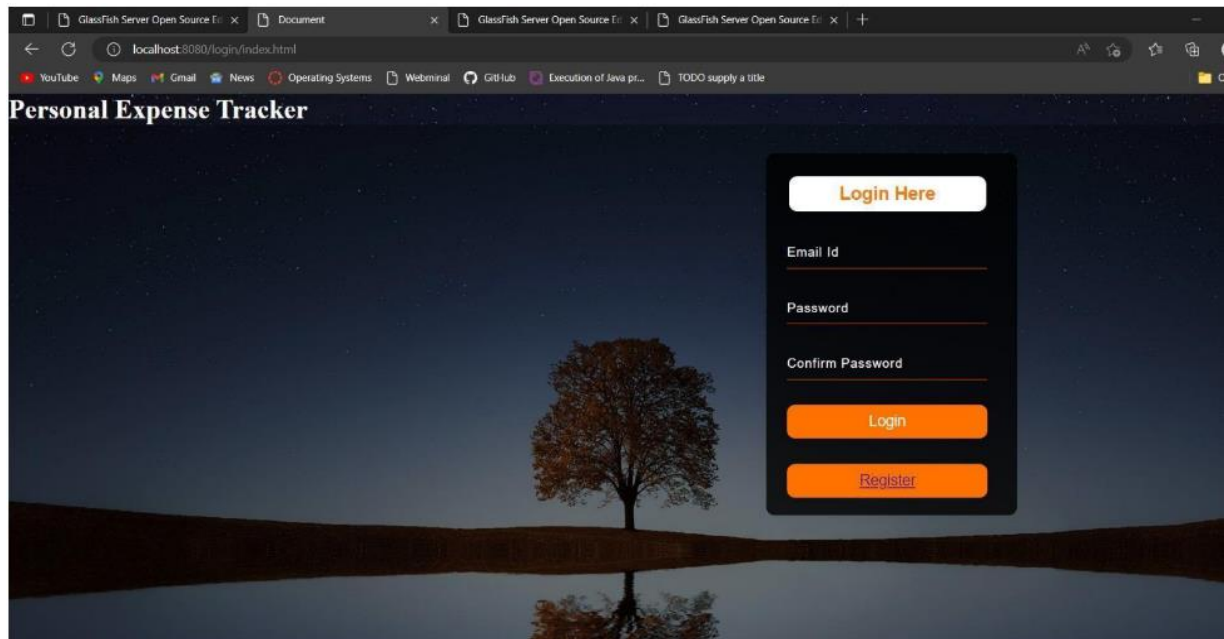 GlassFish Server Open Source Ed Document GlassFish Server Open Source Ed GlassFish Server Open Source Ed
localhost:8080/login/index.html
YouTube Maps Gmail News Operating Systems Webminal GitHub Execution of Java pr... TODO supply a title
Personal Expense Tracker
Login Here
Email Id
Password
Confirm Password
Login
Register